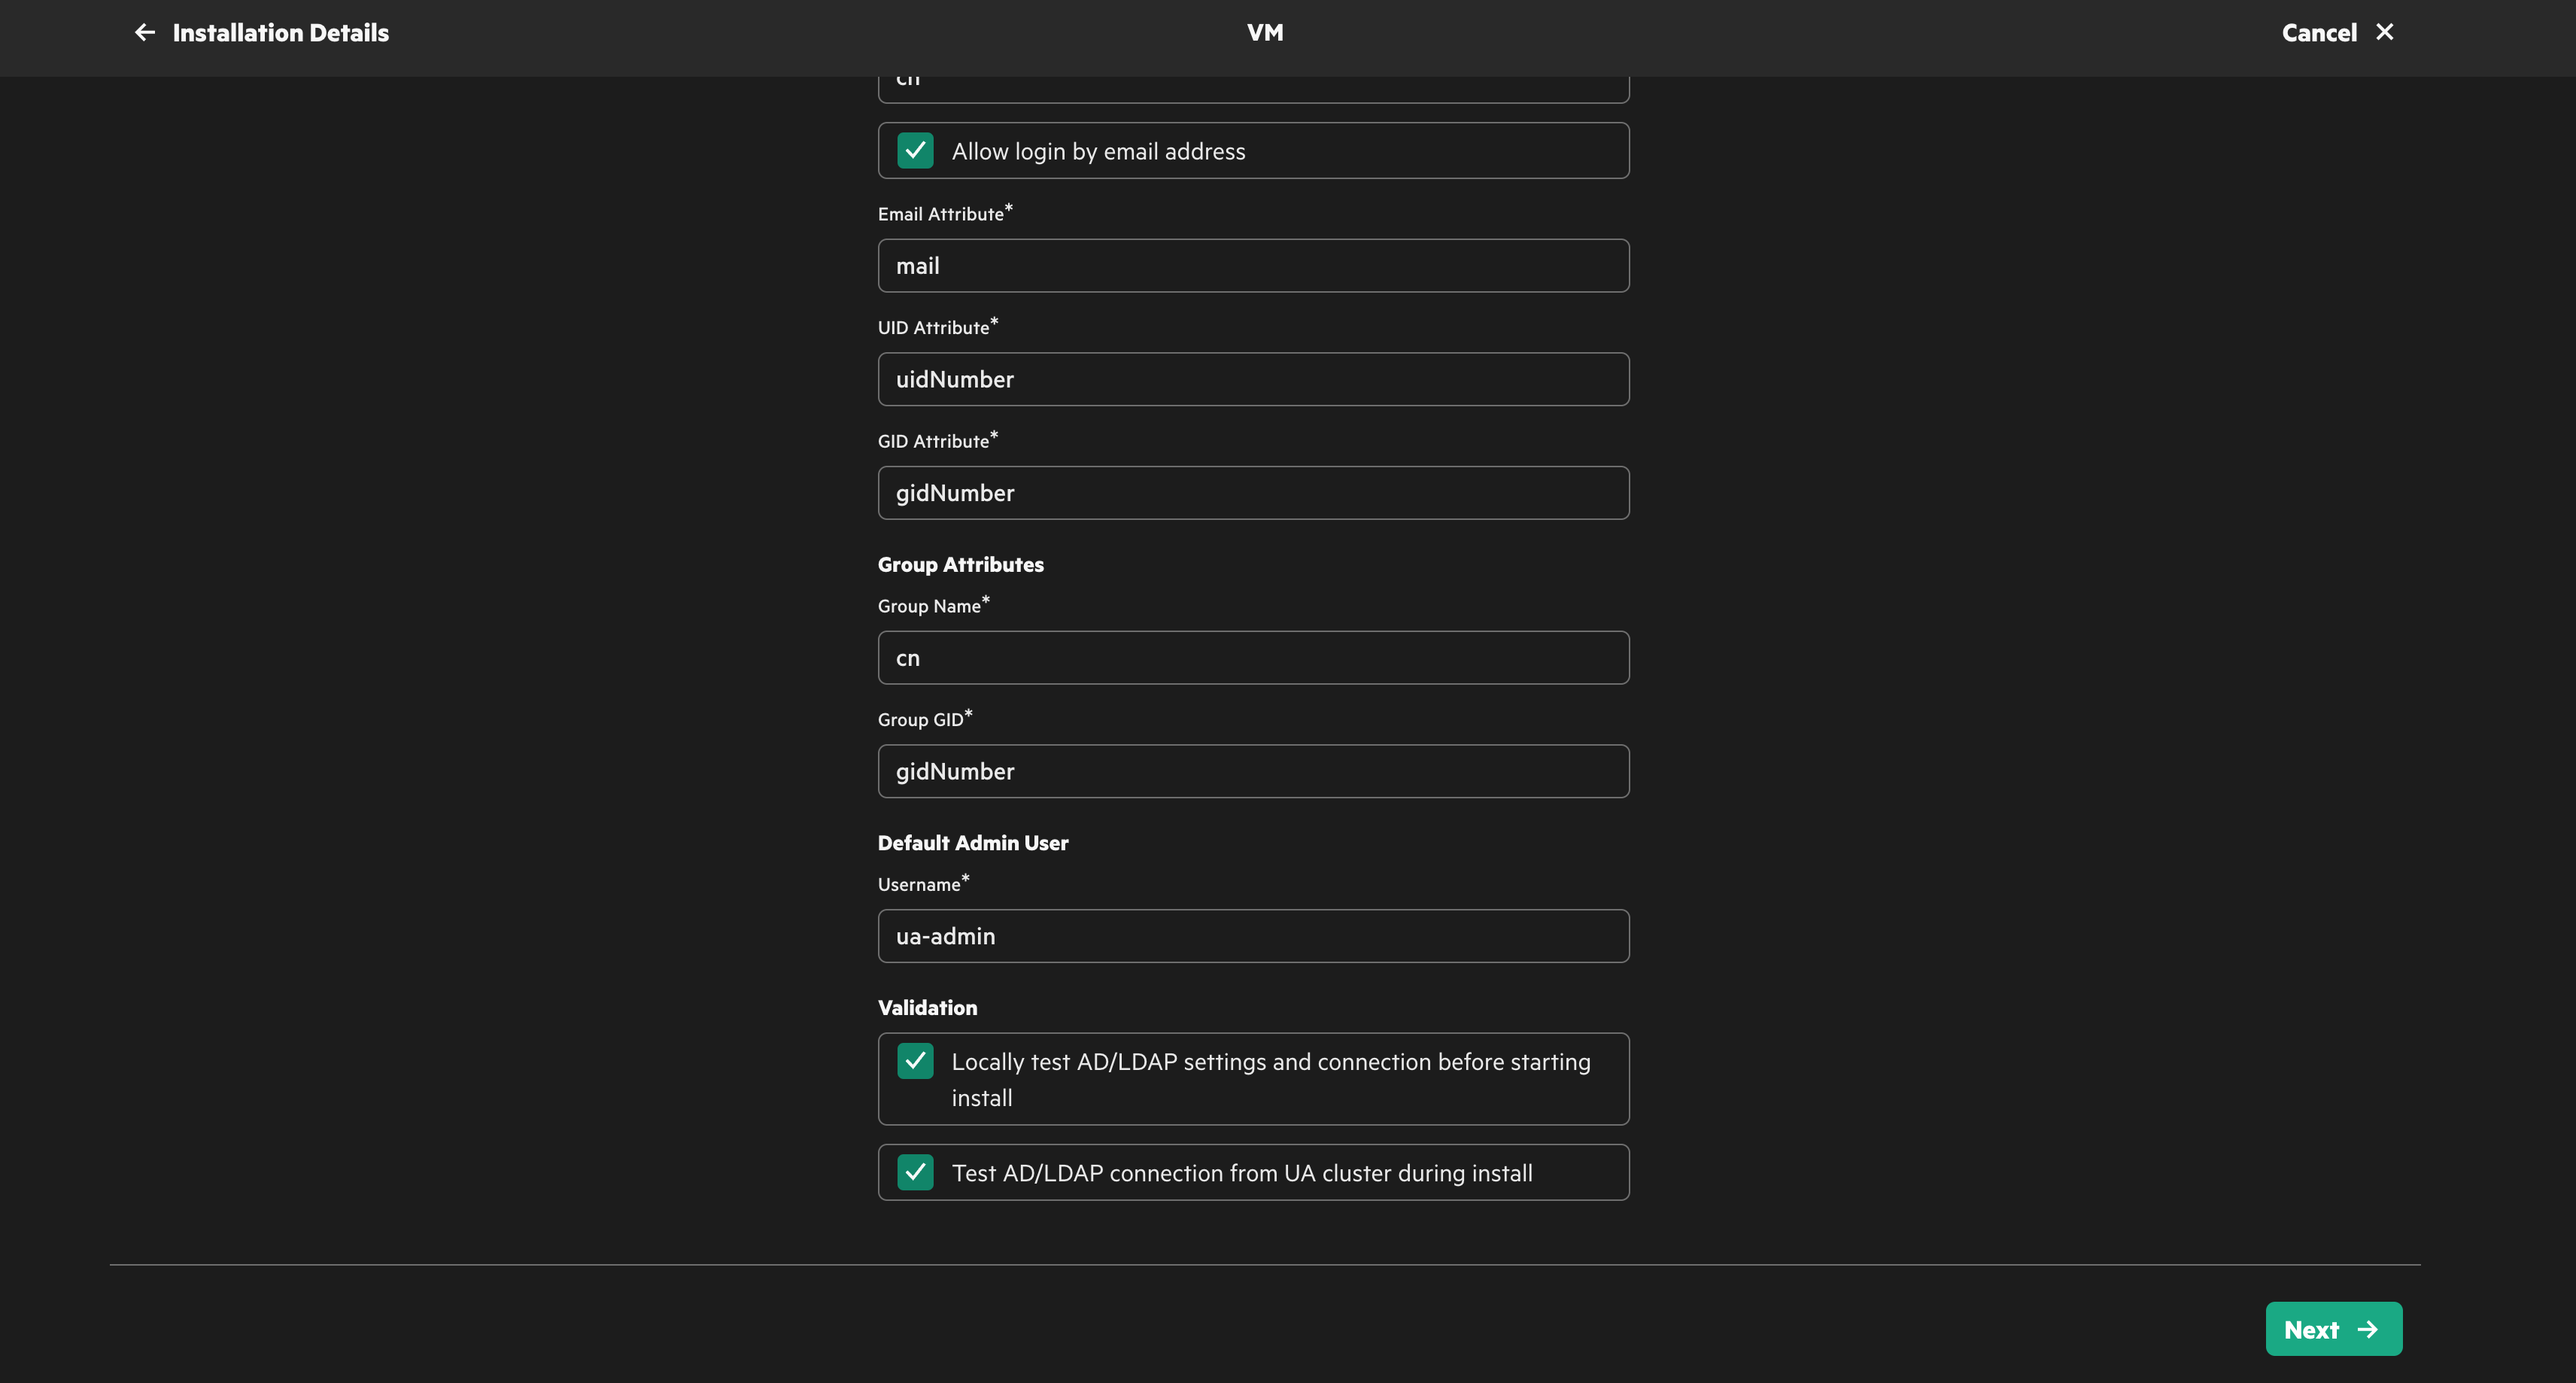 Installation Details
VM
Cancel
cn
Allow login by email address
Email Attribute*
mail
UID Attribute*
uidNumber
GID Attribute*
gidNumber
Group Attributes
Group Name*
cn
Group GID*
gidNumber
Default Admin User
Username*
ua-admin
Validation
Locally test AD/LDAP settings and connection before starting
install
Test AD/LDAP connection from UA cluster during install
Next